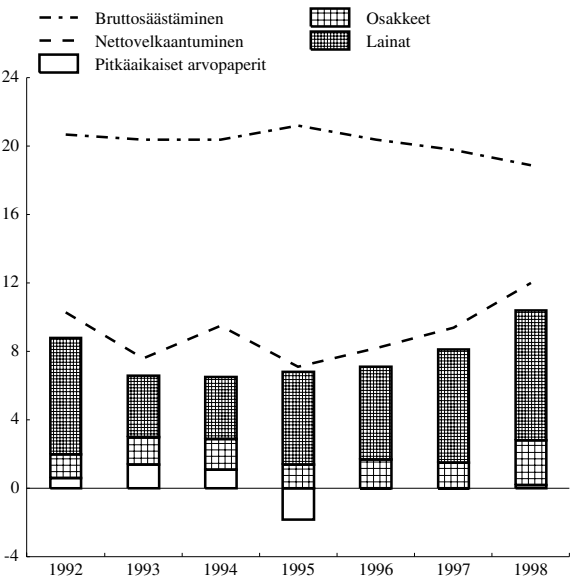 Bruttosäästäminen
Nettovelkaantuminen
Pitkäaikaiset arvopaperit
Osakkeet
Lainat
24
20
16
12
8
4
0
-4
1992 1993 1994 1995 1996 1997 1998